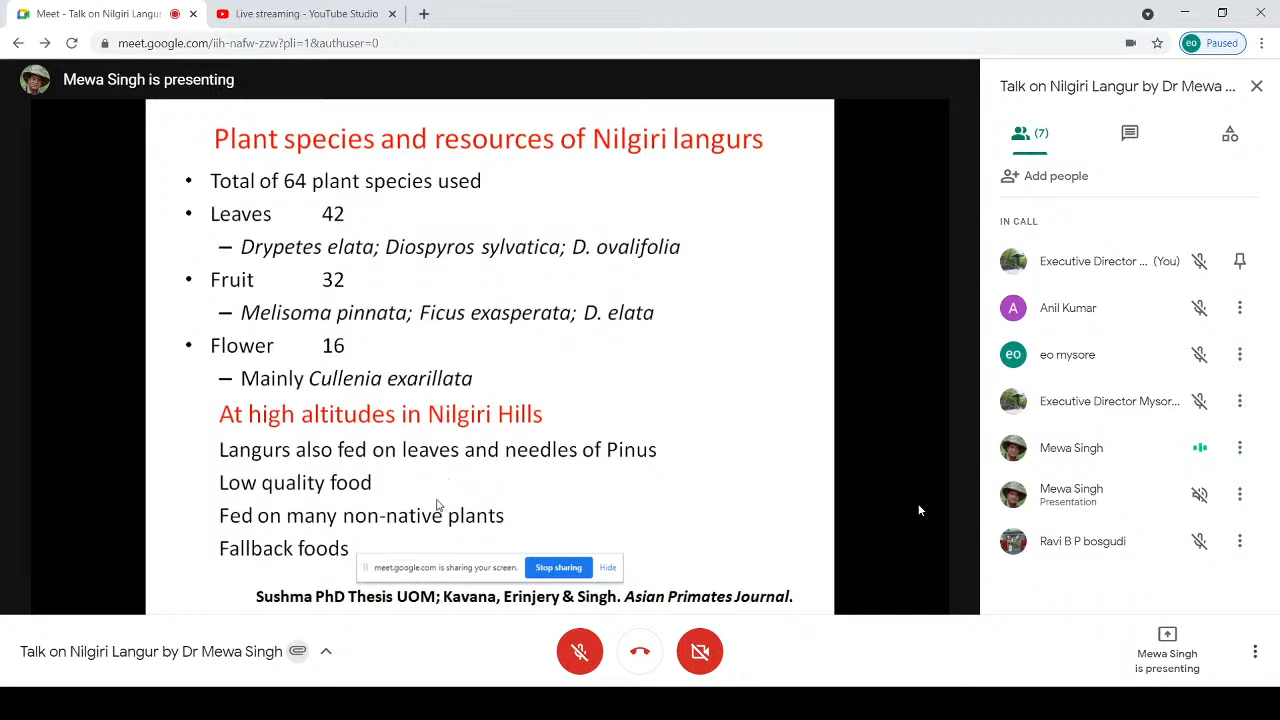 Meet - Talk on Nilgiri Langur
Live streaming - YouTube Studio
meet.google.com/iih-nafw-zzw?pli=1&authuser=0
eo Paused
Mewa Singh is presenting
Plant species and resources of Nilgiri langurs
• Total of 64 plant species used
• Leaves 42
– Drypetes elata; Diospyros sylvatica; D. ovalifolia
• Fruit 32
– Melisoma pinnata; Ficus exasperata; D. elata
• Flower 16
– Mainly Cullenia exarillata
At high altitudes in Nilgiri Hills
Langurs also fed on leaves and needles of Pinus
Low quality food
Fed on many non-native plants
Fallback foods
meet.google.com is sharing your screen. Stop sharing Hide
Sushma PhD Thesis UOM; Kavana, Erinjery & Singh. Asian Primates Journal.
Talk on Nilgiri Langur by Dr Mewa ...
(7)
Add people
IN CALL
Executive Director ... (You)
A Anil Kumar
eo eo mysore
Executive Director Mysor...
Mewa Singh
Mewa Singh
Presentation
Ravi B P bosgudi
Talk on Nilgiri Langur by Dr Mewa Singh
Mewa Singh
is presenting